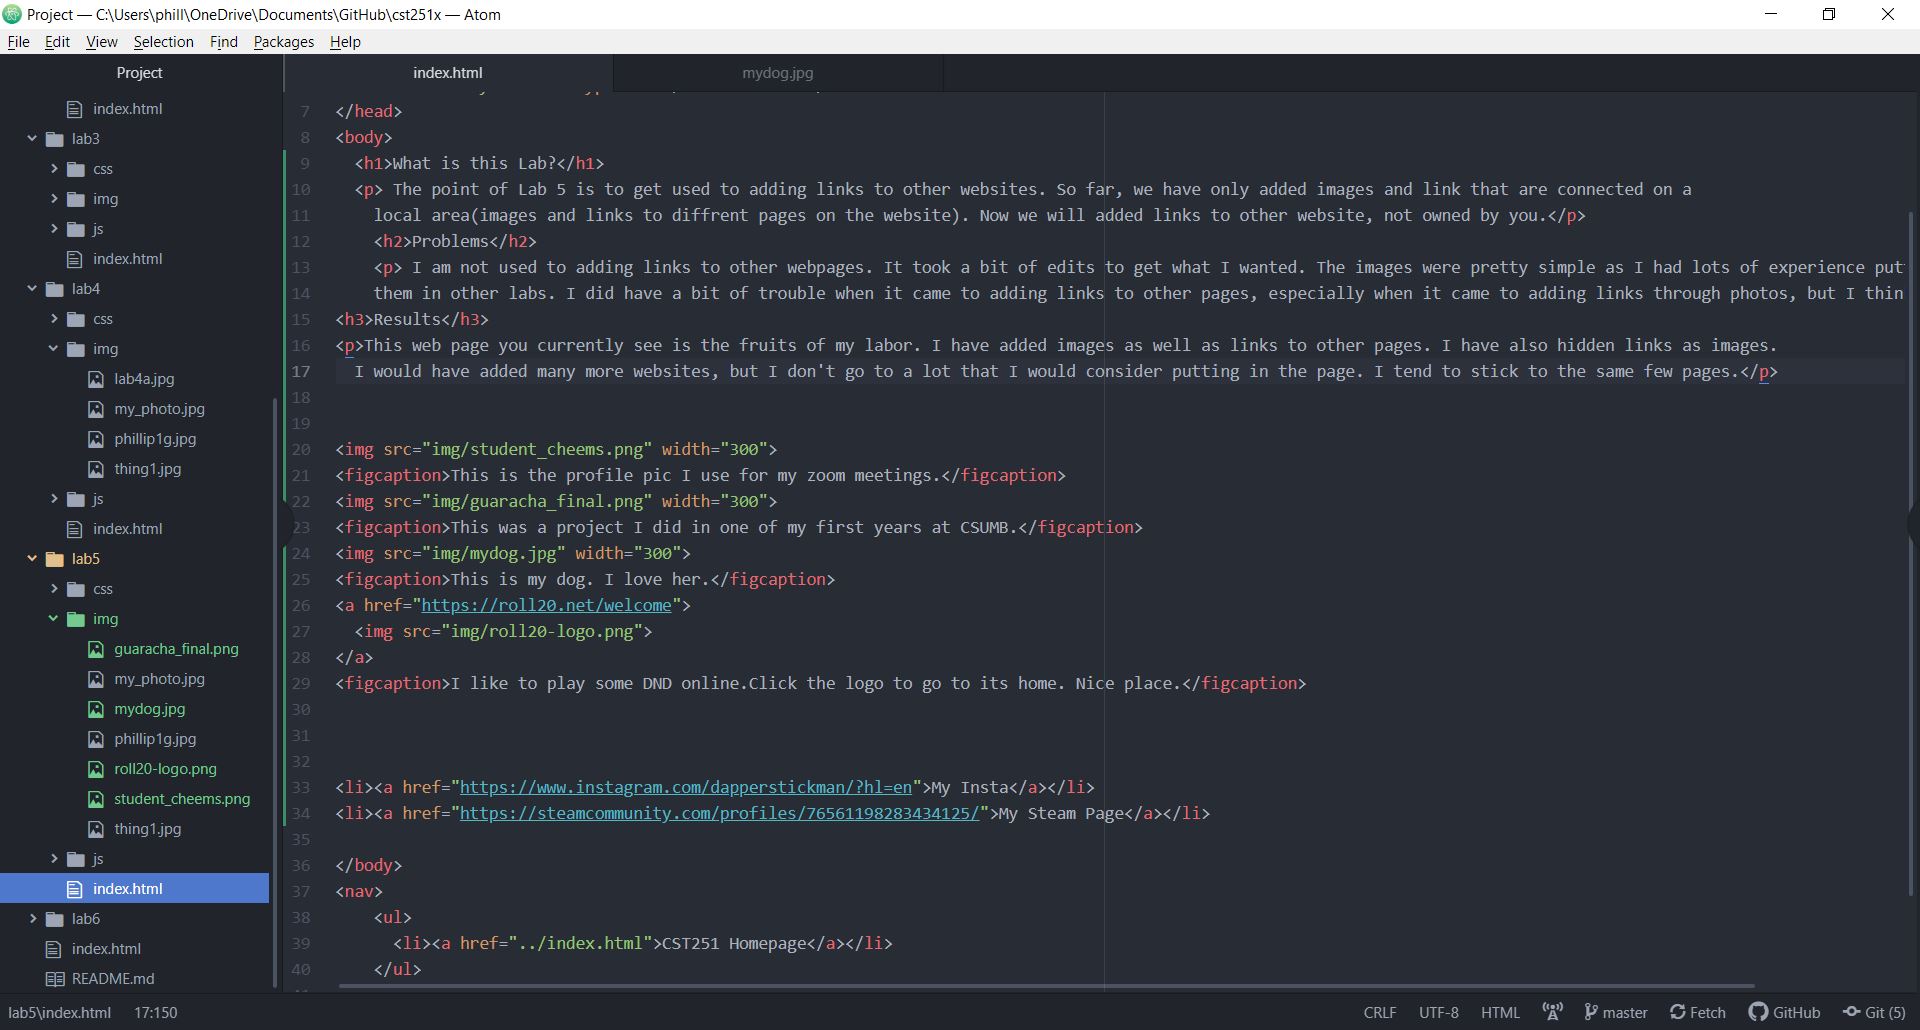 Project — C:\Users\phill\OneDrive\Documents\GitHub\cst251x — Atom
File Edit View Selection Find Packages Help
Project
index.html
lab3
css
img
js
index.html
lab4
css
img
lab4a.jpg
my_photo.jpg
phillip1g.jpg
thing1.jpg
js
index.html
lab5
css
img
guaracha_final.png
my_photo.jpg
mydog.jpg
phillip1g.jpg
roll20-logo.png
student_cheems.png
thing1.jpg
js
index.html
lab6
index.html
README.md
index.html mydog.jpg
7 </head>
8 <body>
9 <h1>What is this Lab?</h1>
10 <p> The point of Lab 5 is to get used to adding links to other websites. So far, we have only added images and link that are connected on a
11 local area(images and links to diffrent pages on the website). Now we will added links to other website, not owned by you.</p>
12 <h2>Problems</h2>
13 <p> I am not used to adding links to other webpages. It took a bit of edits to get what I wanted. The images were pretty simple as I had lots of experience put
14 them in other labs. I did have a bit of trouble when it came to adding links to other pages, especially when it came to adding links through photos, but I thin
15 <h3>Results</h3>
16 <p>This web page you currently see is the fruits of my labor. I have added images as well as links to other pages. I have also hidden links as images.
17 I would have added many more websites, but I don't go to a lot that I would consider putting in the page. I tend to stick to the same few pages.</p>
18
19
20 <img src="img/student_cheems.png" width="300">
21 <figcaption>This is the profile pic I use for my zoom meetings.</figcaption>
22 <img src="img/guaracha_final.png" width="300">
23 <figcaption>This was a project I did in one of my first years at CSUMB.</figcaption>
24 <img src="img/mydog.jpg" width="300">
25 <figcaption>This is my dog. I love her.</figcaption>
26 <a href="https://roll20.net/welcome">
27 <img src="img/roll20-logo.png">
28 </a>
29 <figcaption>I like to play some DND online.Click the logo to go to its home. Nice place.</figcaption>
30
31
32
33 <li><a href="https://www.instagram.com/dapperstickman/?hl=en">My Insta</a></li>
34 <li><a href="https://steamcommunity.com/profiles/76561198283434125/">My Steam Page</a></li>
35
36 </body>
37 <nav>
38 <ul>
39 <li><a href="../index.html">CST251 Homepage</a></li>
40 </ul>
lab5\index.html 17:150 CRLF UTF-8 HTML master Fetch GitHub Git (5)